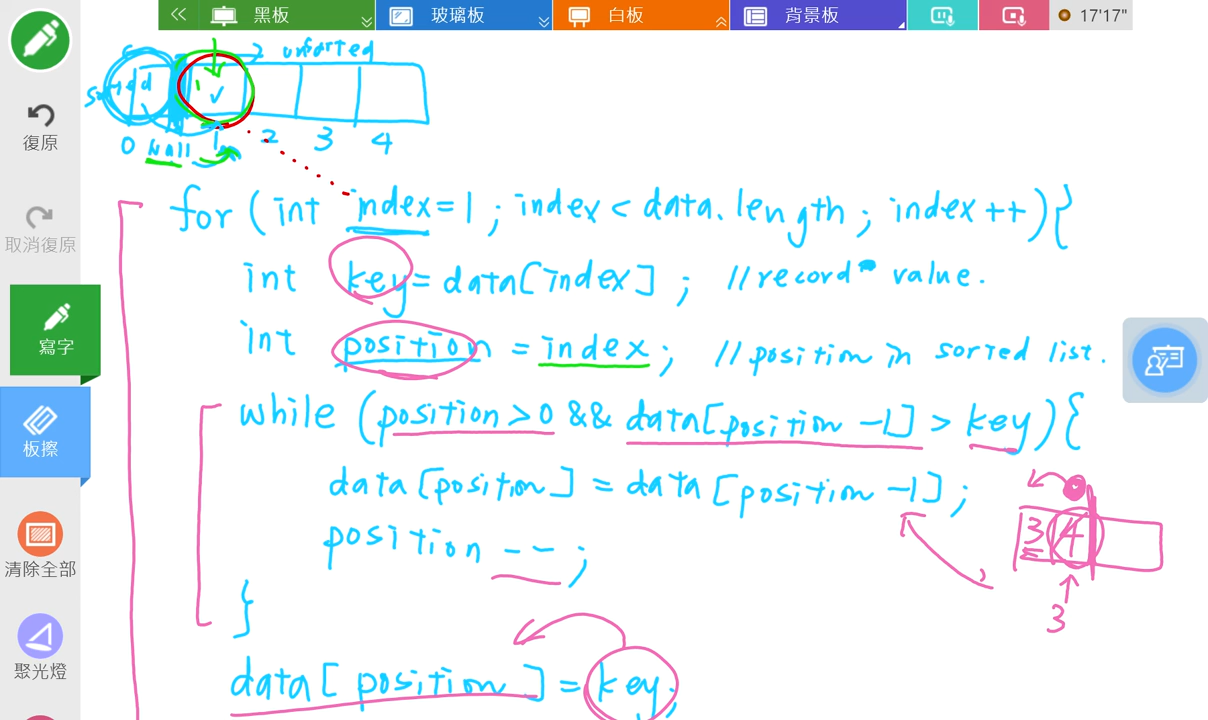 黑板 玻璃板 白板 背景板 17'17"
復原
取消復原
寫字
板擦
清除全部
聚光燈
sorted unsorted
0 wall 1 2 3 4
for (int index=1 ; index < data.length ; index ++){
int key = data[index] ; //record value.
int position = index ; //position in sorred list.
while (position > 0 && data[position -1] > key){
data[position] = data[position -1] ;
position -- ;
}
data[position] = key;
3 4
3